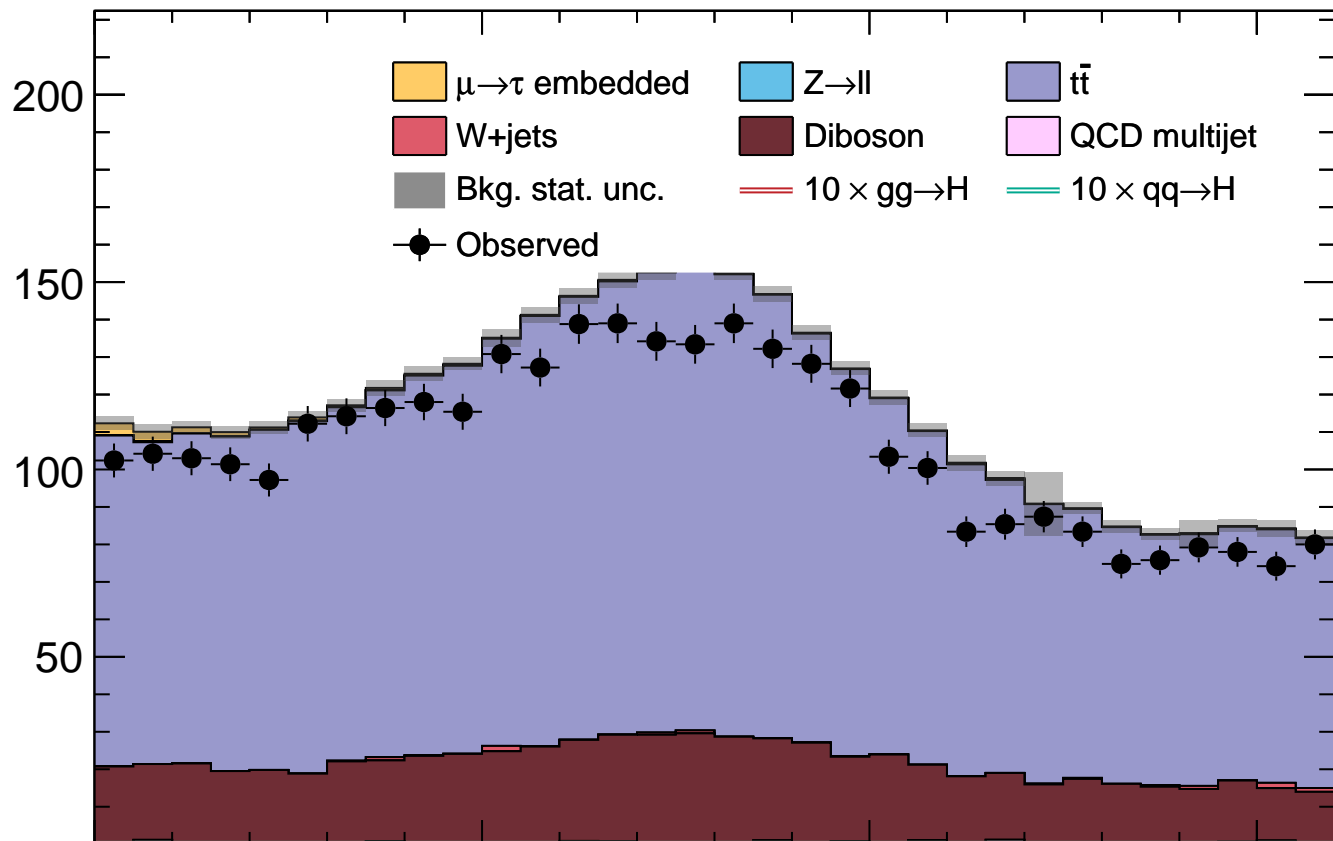 200
μ→τ embedded Z→ll tt̄
W+jets Diboson QCD multijet
Bkg. stat. unc. 10 × gg→H 10 × qq→H
Observed
150
100
50